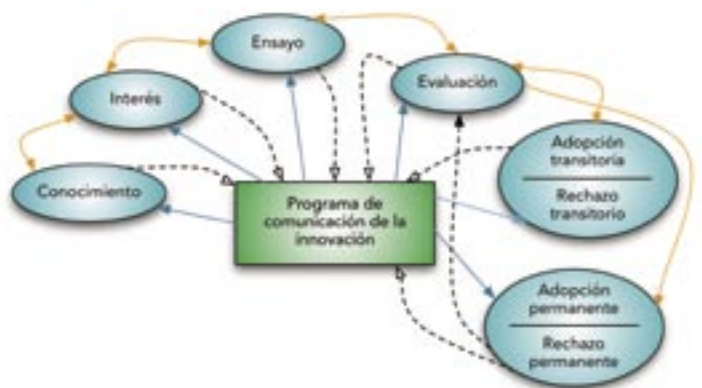 Ensayo
Evaluación
Interés
Conocimiento
Programa de
comunicación de la
innovación
Adopción
transitoria
Rechazo
transitorio
Adopción
permanente
Rechazo
permanente